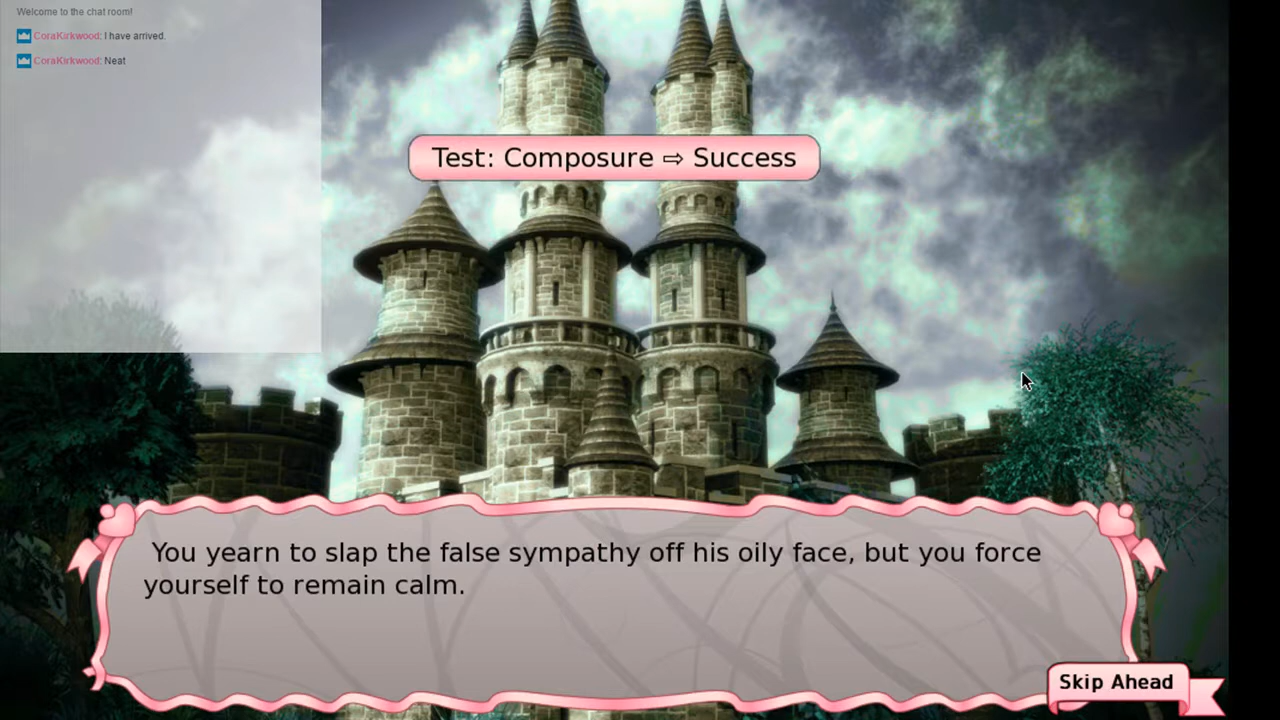 Welcome to the chat room!
CoraKirkwood: I have arrived.
CoraKirkwood: Neat
Test: Composure ⇨ Success
You yearn to slap the false sympathy off his oily face, but you force
yourself to remain calm.
Skip Ahead